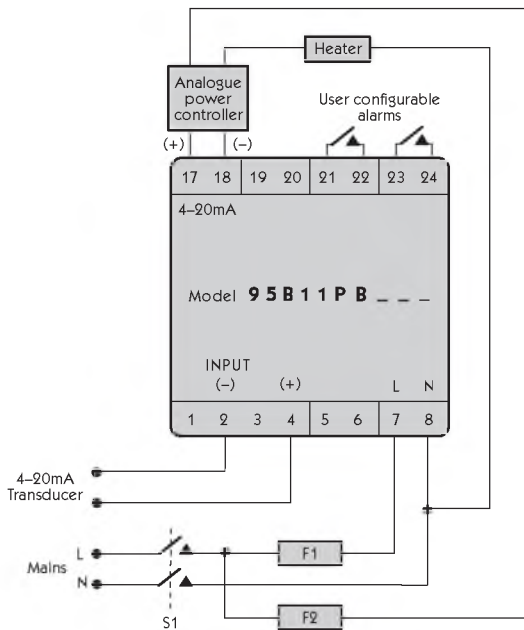 Heater
Analogue
power
controller
User configurable
alarms
(+) (-)
17 18 19 20 21 22 23 24
4–20mA
Model 95B11PB_ _ _
INPUT
(-) (+) L N
1 2 3 4 5 6 7 8
4–20mA
Transducer
L F1
Mains
N
F2
S1